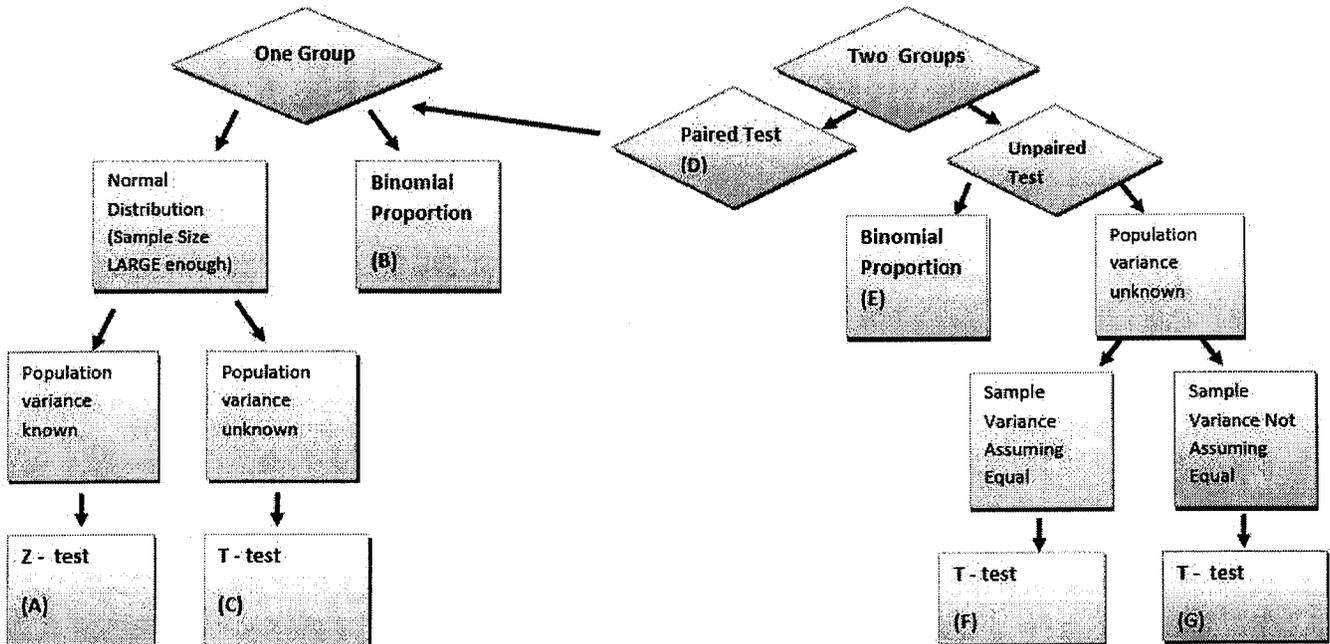 One Group
Normal
Distribution
(Sample Size
LARGE enough)
Binomial
Proportion
(B)
Population
variance
known
Population
variance
unknown
Z - test
(A)
T - test
(C)
Two Groups
Paired Test
(D)
Unpaired
Test
Binomial
Proportion
(E)
Population
variance
unknown
Sample
Variance
Assuming
Equal
Sample
Variance Not
Assuming
Equal
T - test
(F)
T - test
(G)